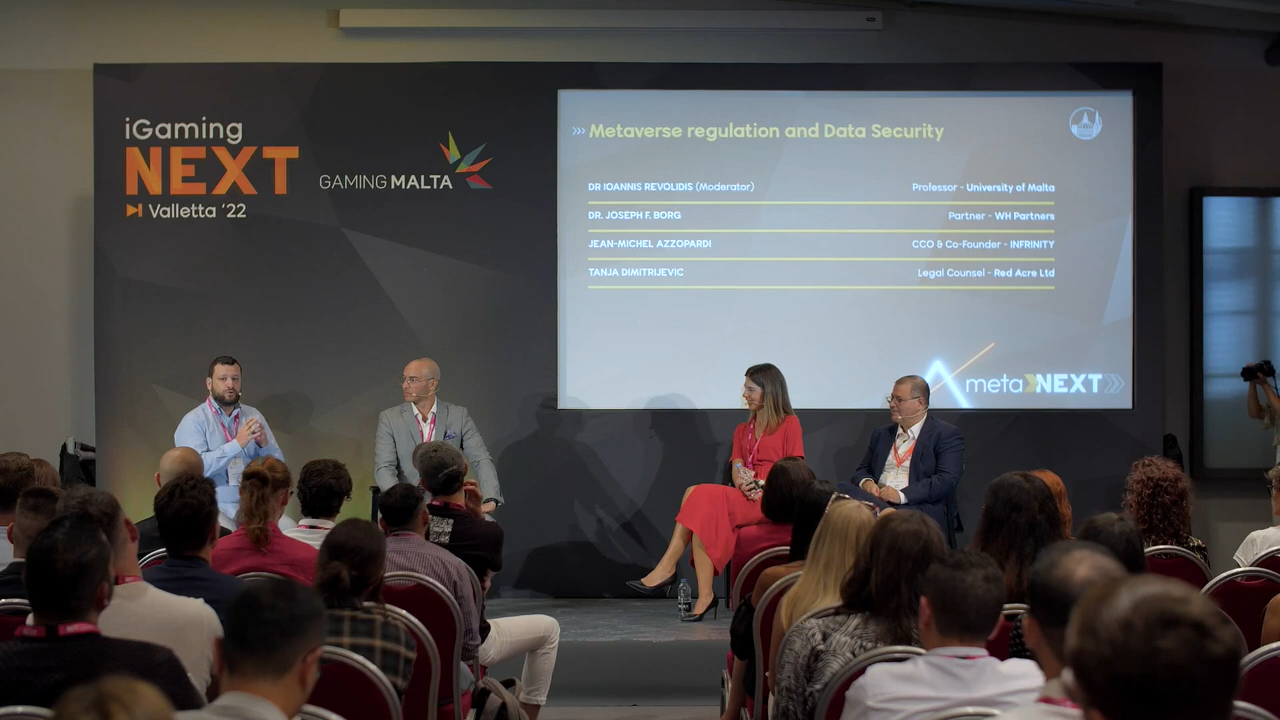 iGaming
NEXT
Valletta '22
GAMING MALTA
Metaverse regulation and Data Security
DR IOANNIS REVOLIDIS (Moderator) Professor - University of Malta
DR. JOSEPH F. BORG Partner - WH Partners
JEAN-MICHEL AZZOPARDI CCO & Co-Founder - INFRINITY
TANJA DIMITRIJEVIC Legal Counsel - Red Acre Ltd
meta NEXT